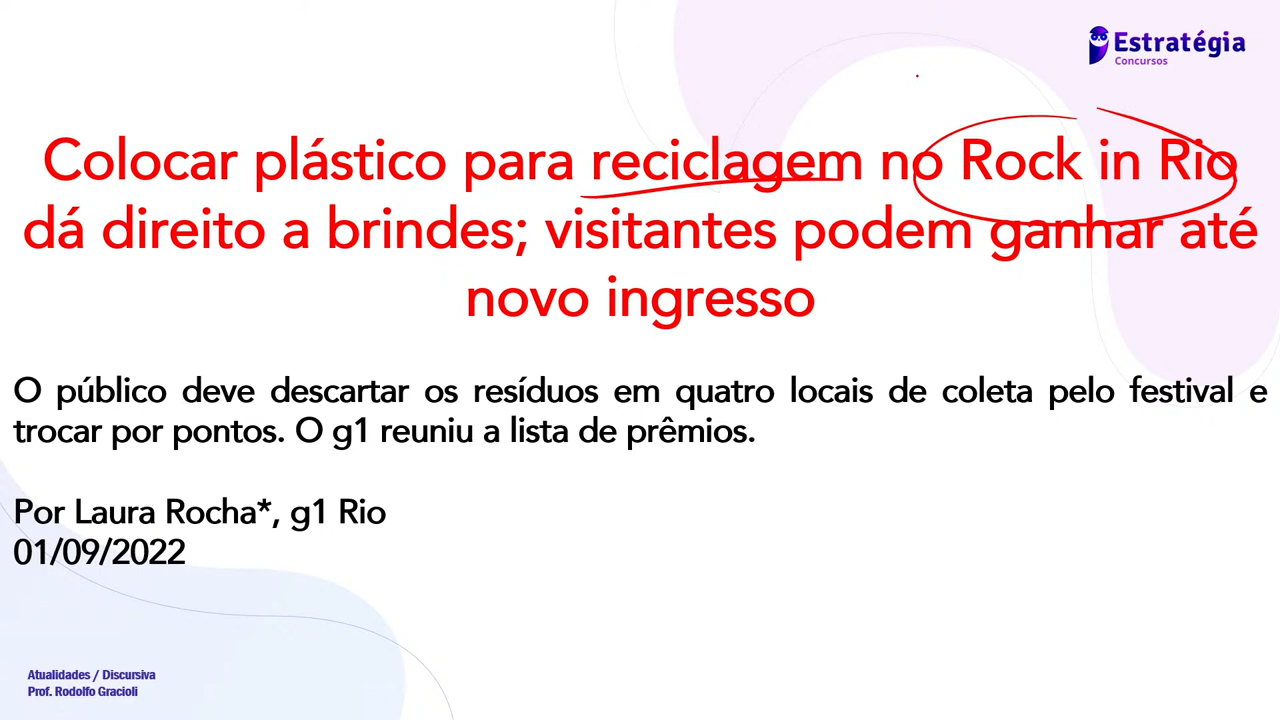 Estratégia
Concursos
Colocar plástico para reciclagem no Rock in Rio
dá direito a brindes; visitantes podem ganhar até
novo ingresso
O público deve descartar os resíduos em quatro locais de coleta pelo festival e
trocar por pontos. O g1 reuniu a lista de prêmios.
Por Laura Rocha*, g1 Rio
01/09/2022
Atualidades / Discursiva
Prof. Rodolfo Gracioli